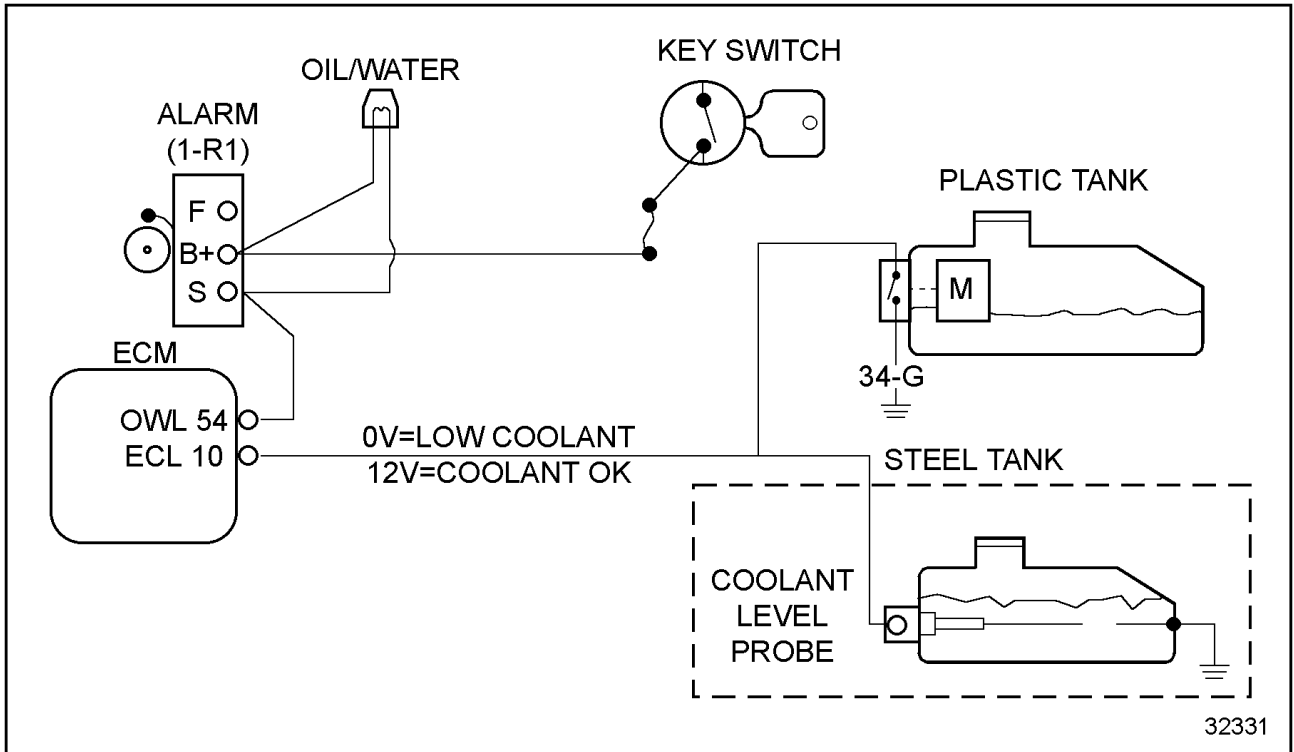 OIL/WATER
KEY SWITCH
ALARM
(1-R1)
F
B+
S
PLASTIC TANK
M
34-G
ECM
OWL 54
ECL 10
0V=LOW COOLANT
12V=COOLANT OK
STEEL TANK
COOLANT
LEVEL
PROBE
32331